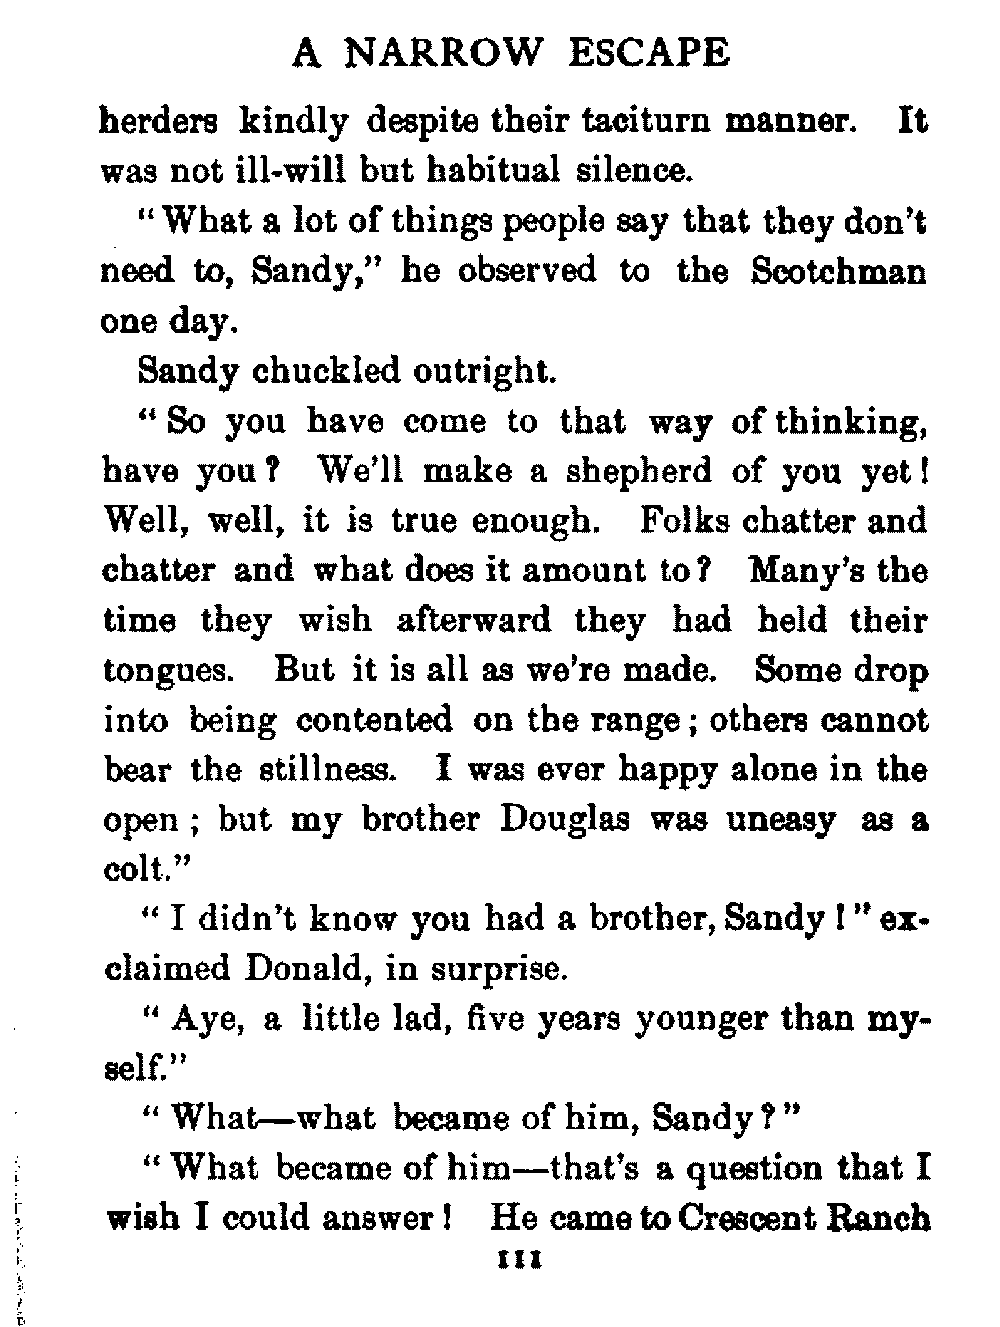 A NARROW ESCAPE
herders kindly despite their taciturn manner. It
was not ill-will but habitual silence.
"What a lot of things people say that they don't
need to, Sandy," he observed to the Scotchman
one day.
Sandy chuckled outright.
"So you have come to that way of thinking,
have you? We'll make a shepherd of you yet!
Well, well, it is true enough. Folks chatter and
chatter and what does it amount to? Many's the
time they wish afterward they had held their
tongues. But it is all as we're made. Some drop
into being contented on the range; others cannot
bear the stillness. I was ever happy alone in the
open; but my brother Douglas was uneasy as a
colt."
"I didn't know you had a brother, Sandy!" ex-
claimed Donald, in surprise.
"Aye, a little lad, five years younger than my-
self."
"What—what became of him, Sandy?"
"What became of him—that's a question that I
wish I could answer! He came to Crescent Ranch
111